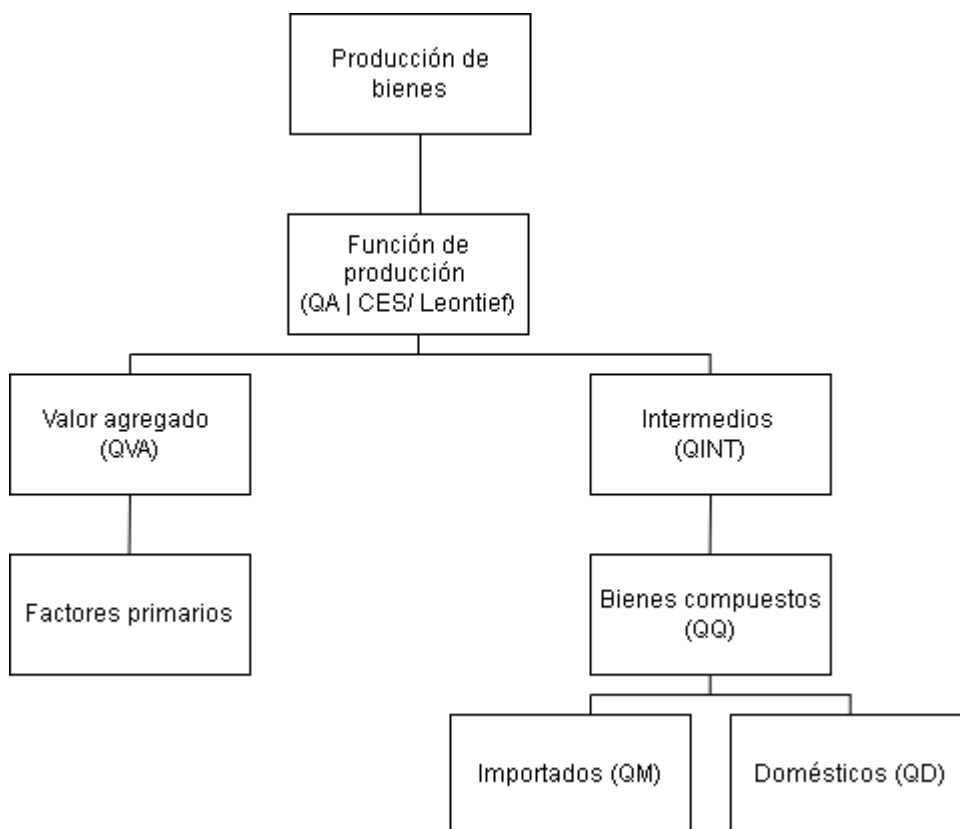 Producción de
bienes
Función de
producción
(QA | CES/ Leontief)
Valor agregado
(QVA)
Intermedios
(QINT)
Factores primarios
Bienes compuestos
(QQ)
Importados (QM)
Domésticos (QD)